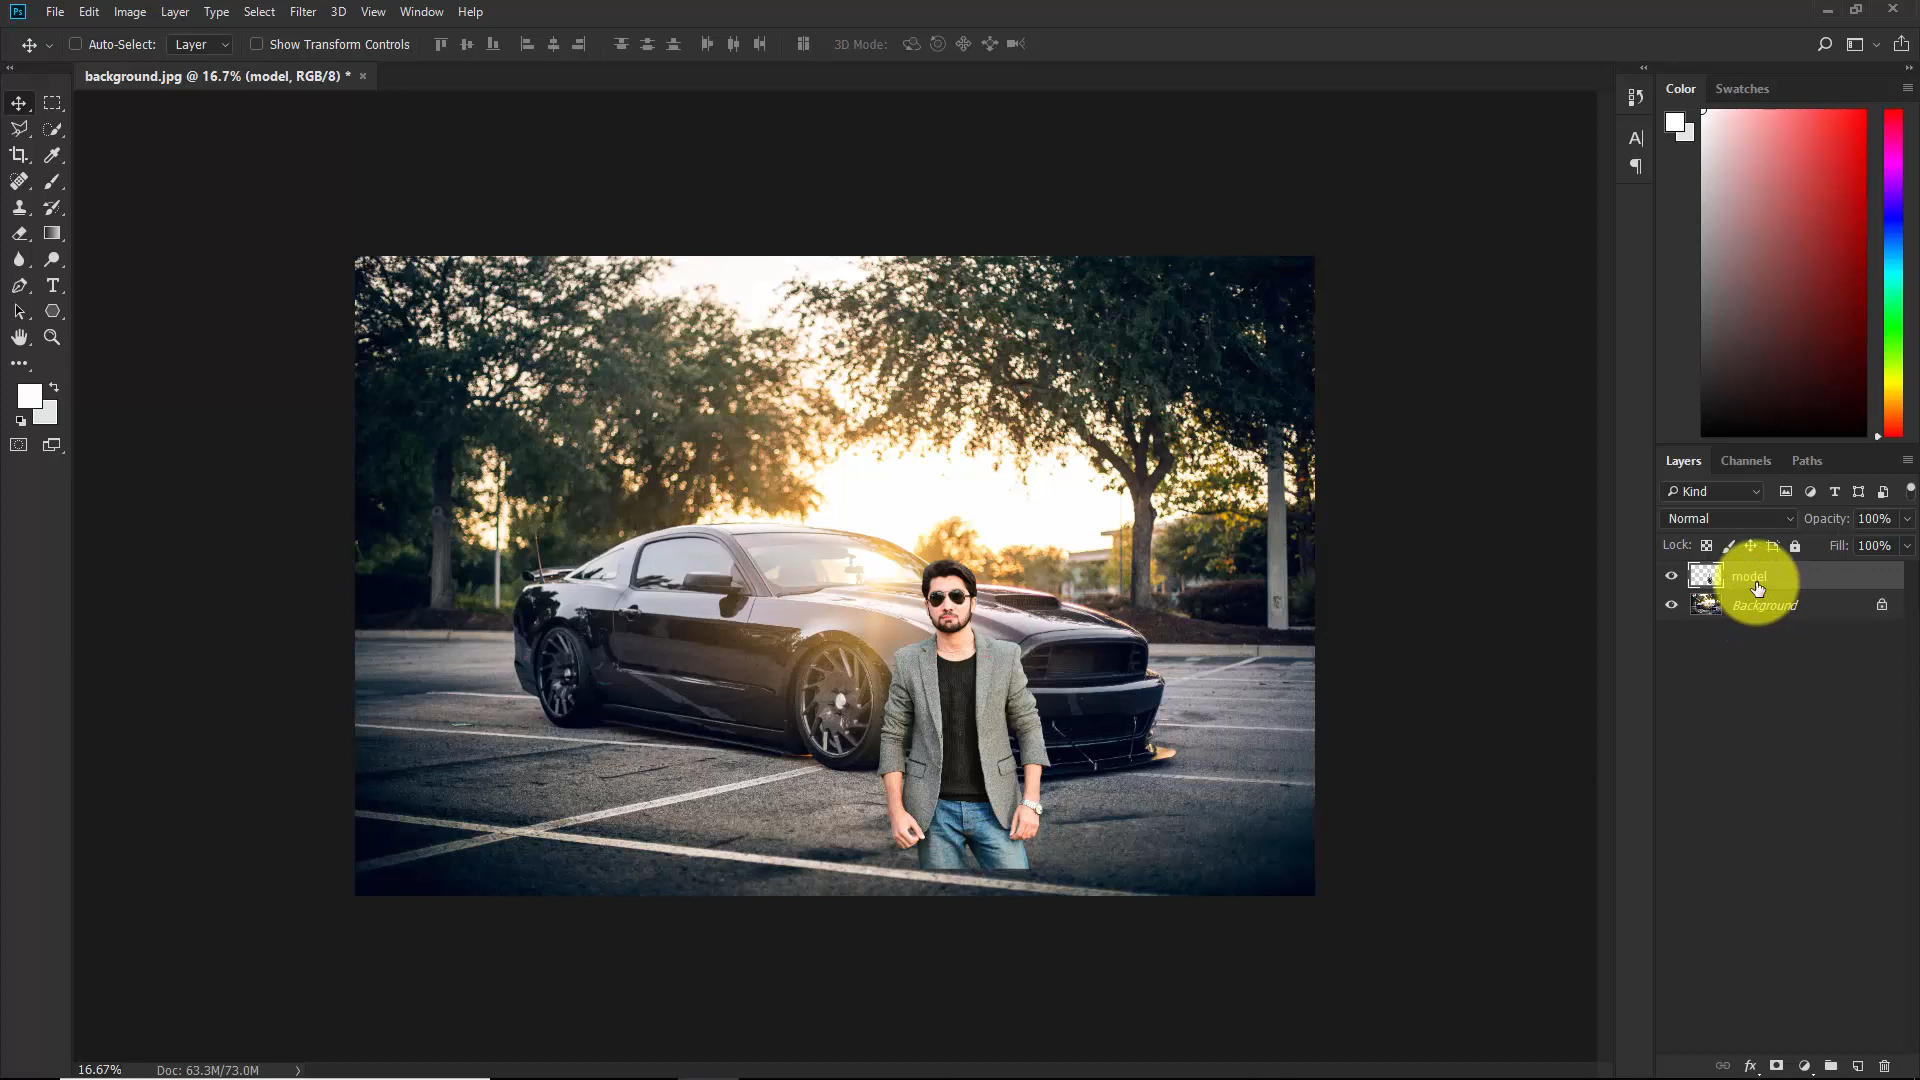 Ps File Edit Image Layer Type Select Filter 3D View Window Help
Auto-Select: Layer Show Transform Controls 3D Mode:
background.jpg @ 16.7% (model, RGB/8) * ×
Color Swatches
Layers Channels Paths
Kind
Normal Opacity: 100%
Lock: Fill: 100%
model
Background
fx
16.67% Doc: 63.3M/73.0M